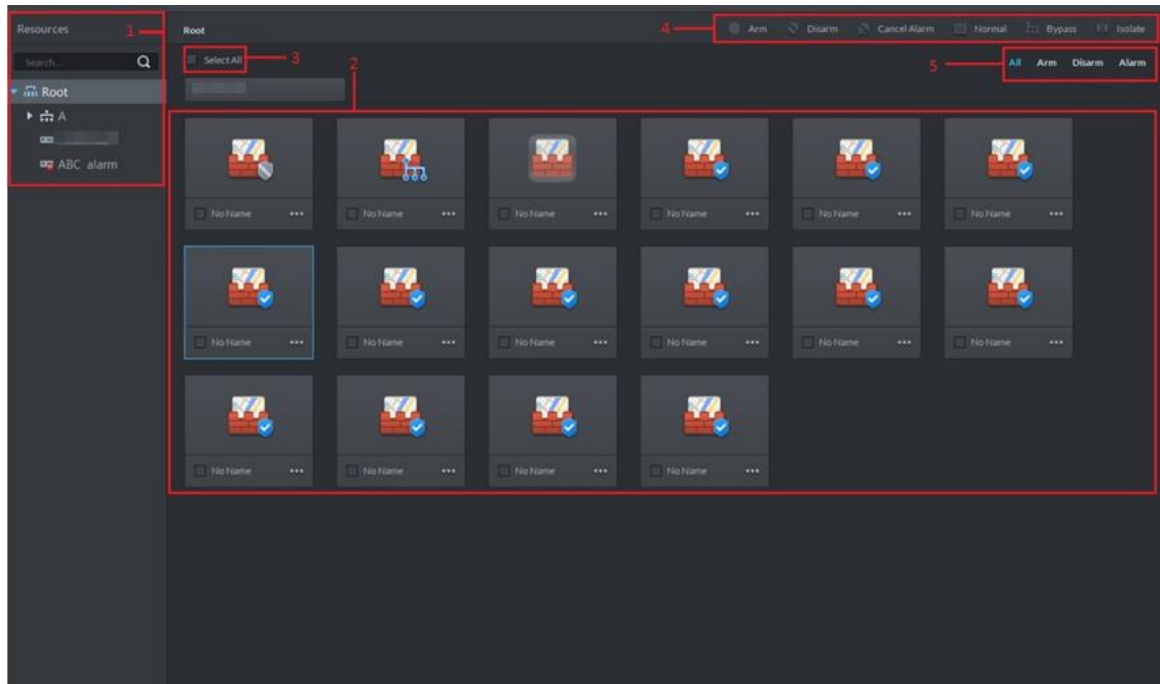 Resources
1
Search...
Root
A
ABC alarm
Root
4
Arm Disarm Cancel Alarm Normal Bypass Isolate
Select All
3
2
5
All Arm Disarm Alarm
No Name ••• No Name ••• No Name ••• No Name ••• No Name ••• No Name •••
No Name ••• No Name ••• No Name ••• No Name ••• No Name ••• No Name •••
No Name ••• No Name ••• No Name ••• No Name •••